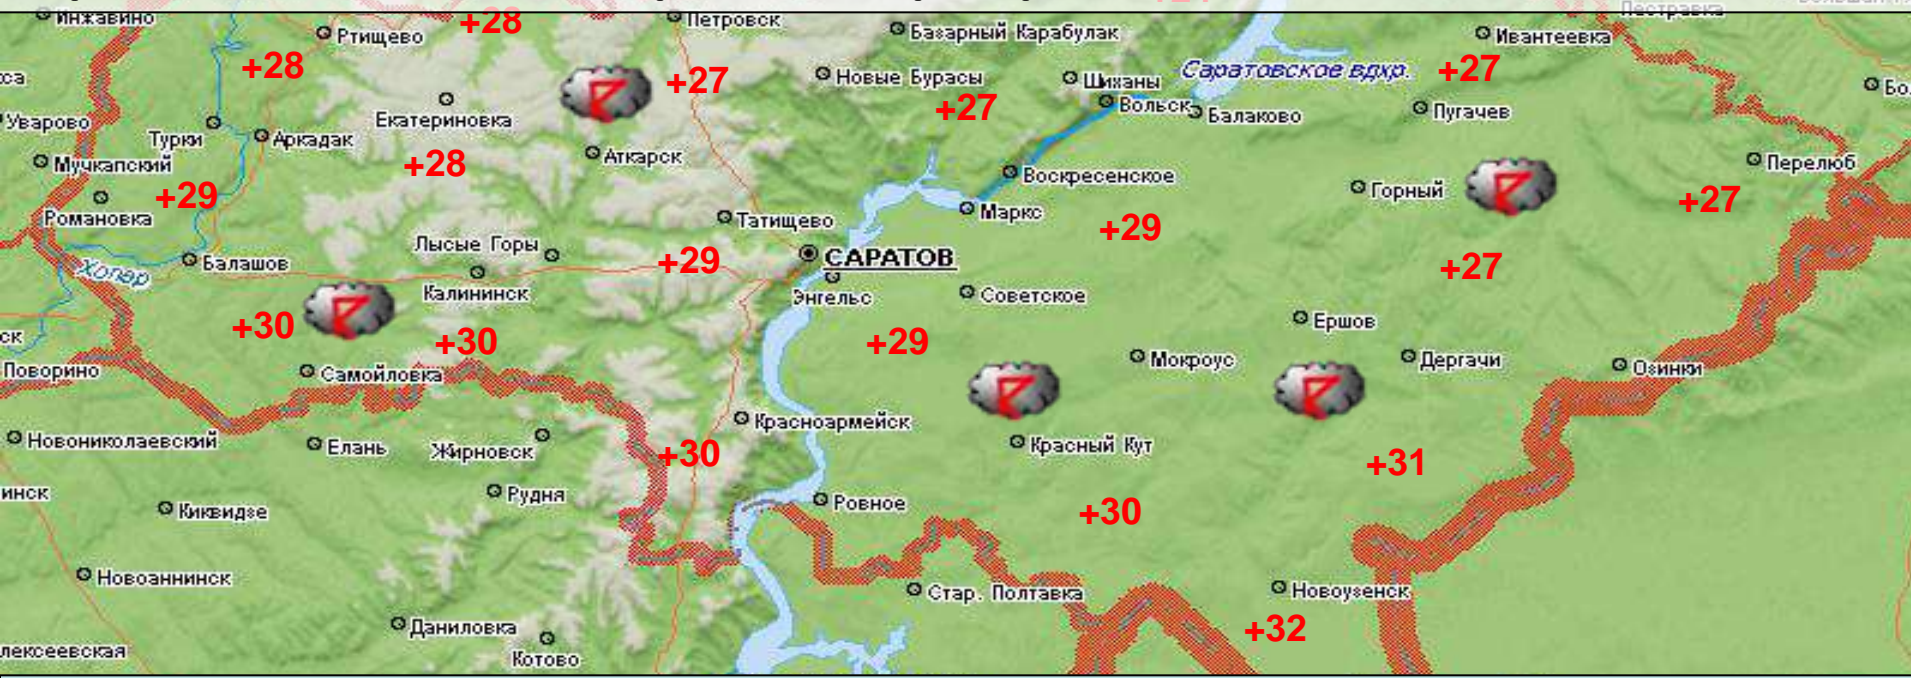 Инжавино
+28
Петровск
Пестравка
Ртищево
Базарный Карабулак
Ивантеевка
+28
Саратовское вдхр.
+27
+27
Новые Бурасы
Шиханы
Екатериновка
+27
Вольск
Балаково
Пугачев
Уварово
Турки
Аркадак
Аткарск
Мучкапский
+28
Воскресенское
Горный
Перелюб
+29
+27
Романовка
Татищево
Маркс
+29
Лысые Горы
САРАТОВ
Хопер
Балашов
+29
+27
Калининск
Энгельс
Советское
+30
+30
+29
Ершов
Поворино
Самойловка
Мокроус
Дергачи
Озинки
Новониколаевский
Елань
Жирновск
Красноармейск
Красный Кут
+30
+31
инск
Рудня
Ровное
Киквидзе
+30
Новоаннинск
Стар. Полтавка
Новоузенск
Даниловка
+32
лексеевская
Котово